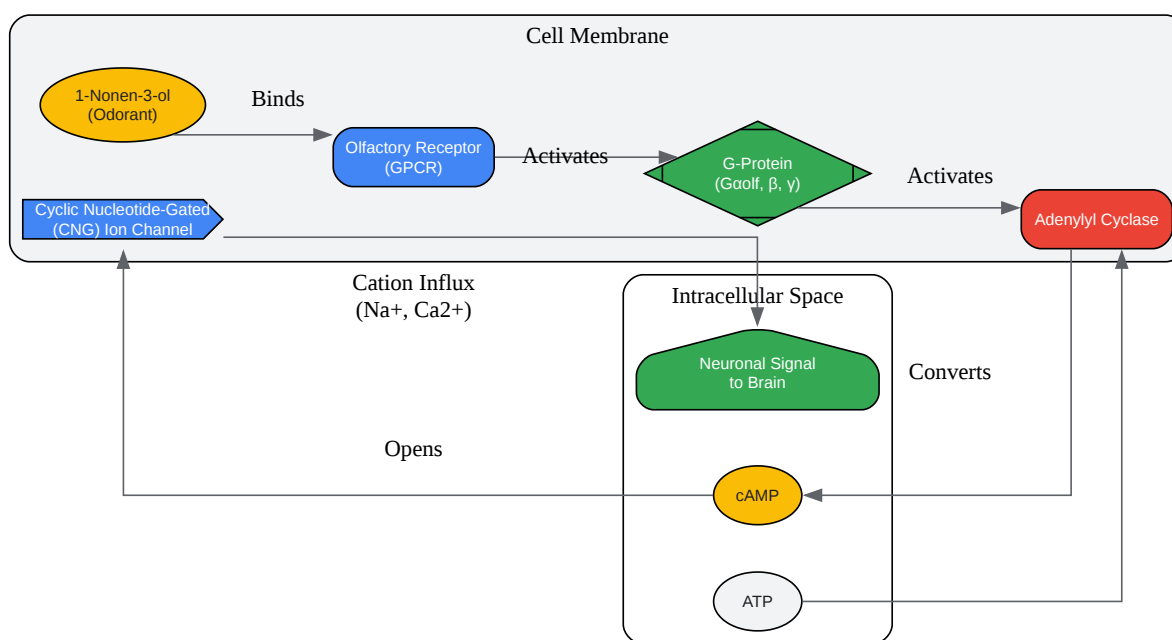 Cell Membrane
1-Nonen-3-ol
(Odorant)
Binds
Olfactory Receptor
(GPCR)
Activates
G-Protein
(Gαolf, β, γ)
Activates
Adenylyl Cyclase
Cyclic Nucleotide-Gated
(CNG) Ion Channel
Cation Influx
(Na+, Ca2+)
Intracellular Space
Neuronal Signal
to Brain
Converts
Opens
cAMP
ATP